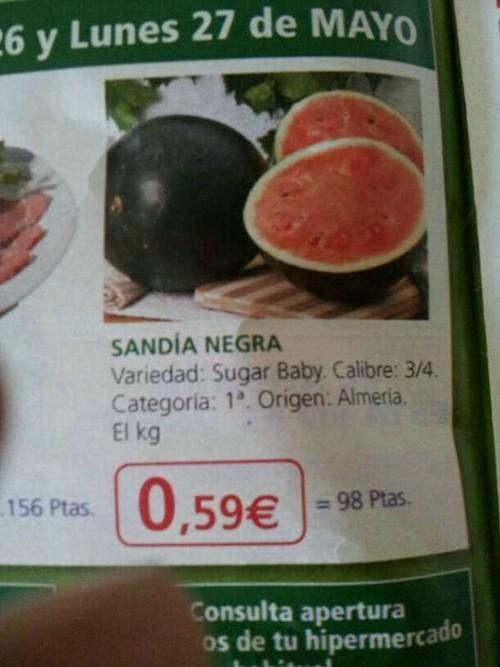 26 y Lunes 27 de MAYO
SANDÍA NEGRA
Variedad: Sugar Baby. Calibre: 3/4.
Categoría: 1ª. Origen: Almería.
El kg
.156 Ptas.
0,59€
= 98 Ptas.
Consulta apertura
os de tu hipermercado
habitual